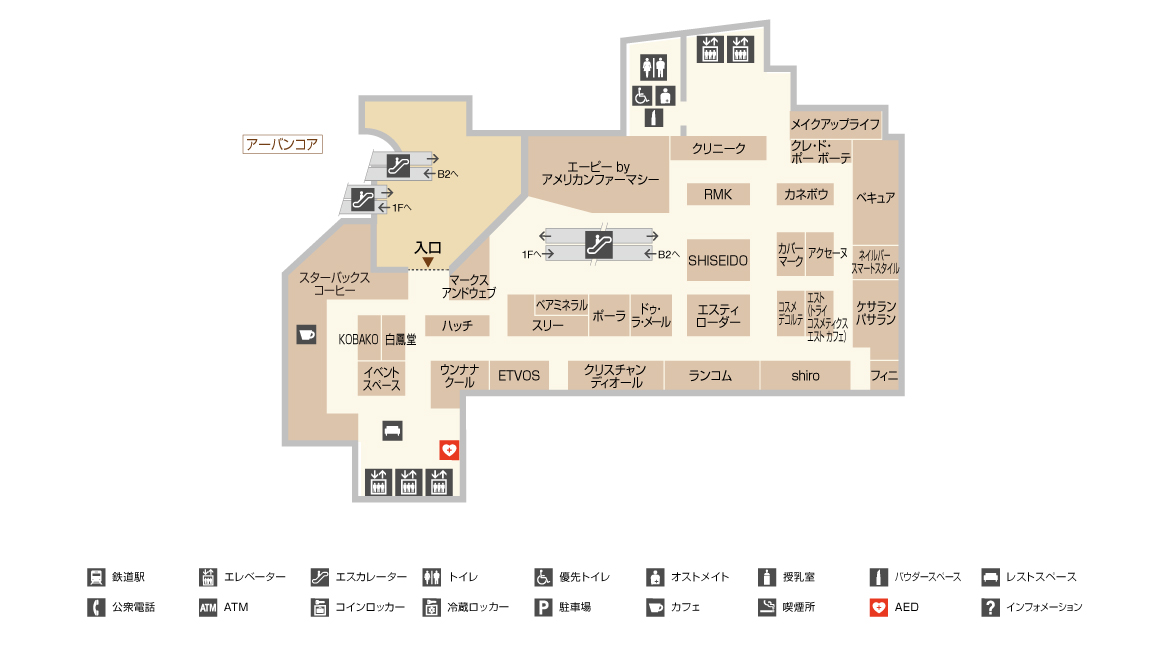 アーバンコア
B2へ
1Fへ
入口
スターバックス
コーヒー
マークス
アンドウェブ
KOBAKO
白鳳堂
イベント
スペース
ハッチ
ウンナナ
クール
ETVOS
エービー by
アメリカンファーマシー
1Fへ
B2へ
ベアミネラル
スリー
ポーラ
ドゥ・
ラ・メール
クリスチャン
ディオール
ランコム
shiro
クリニーク
RMK
SHISEIDO
エスティ
ローダー
メイクアップライフ
クレ・ド・
ポー ボーテ
カネボウ
カバー
マーク
アクセーヌ
コスメ
デコルテ
エスト
(トライ
コスメティクス
エスト カフェ)
ベキュア
ネイルバー
スマートスタイル
ケサラン
パサラン
フィニ
鉄道駅
エレベーター
エスカレーター
トイレ
優先トイレ
オストメイト
授乳室
パウダースペース
レストスペース
公衆電話
ATM
ATM
コインロッカー
冷蔵ロッカー
P
駐車場
カフェ
喫煙所
AED
?
インフォメーション